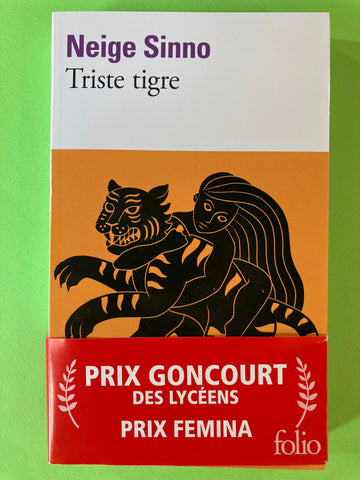 Neige Sinno
Triste tigre
PRIX GONCOURT
DES LYCÉENS
PRIX FEMINA
folio